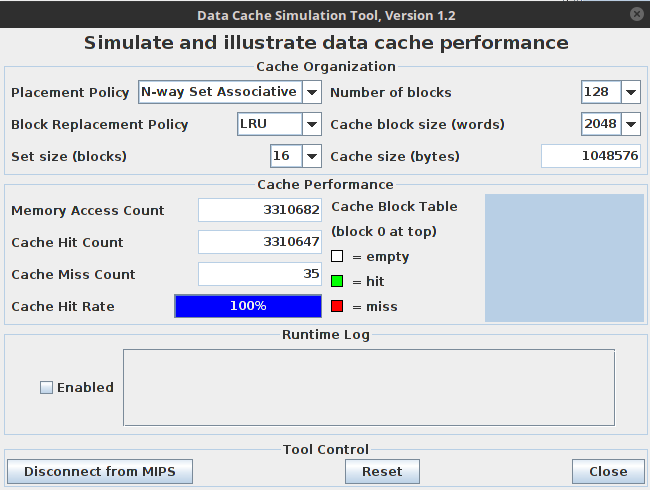 Data Cache Simulation Tool, Version 1.2
Simulate and illustrate data cache performance
Cache Organization
Placement Policy N-way Set Associative Number of blocks 128
Block Replacement Policy LRU Cache block size (words) 2048
Set size (blocks) 16 Cache size (bytes) 1048576
Cache Performance
Memory Access Count 3310682 Cache Block Table
(block 0 at top)
Cache Hit Count 3310647
= empty
Cache Miss Count 35
= hit
Cache Hit Rate 100% = miss
Runtime Log
Enabled
Tool Control
Disconnect from MIPS Reset Close